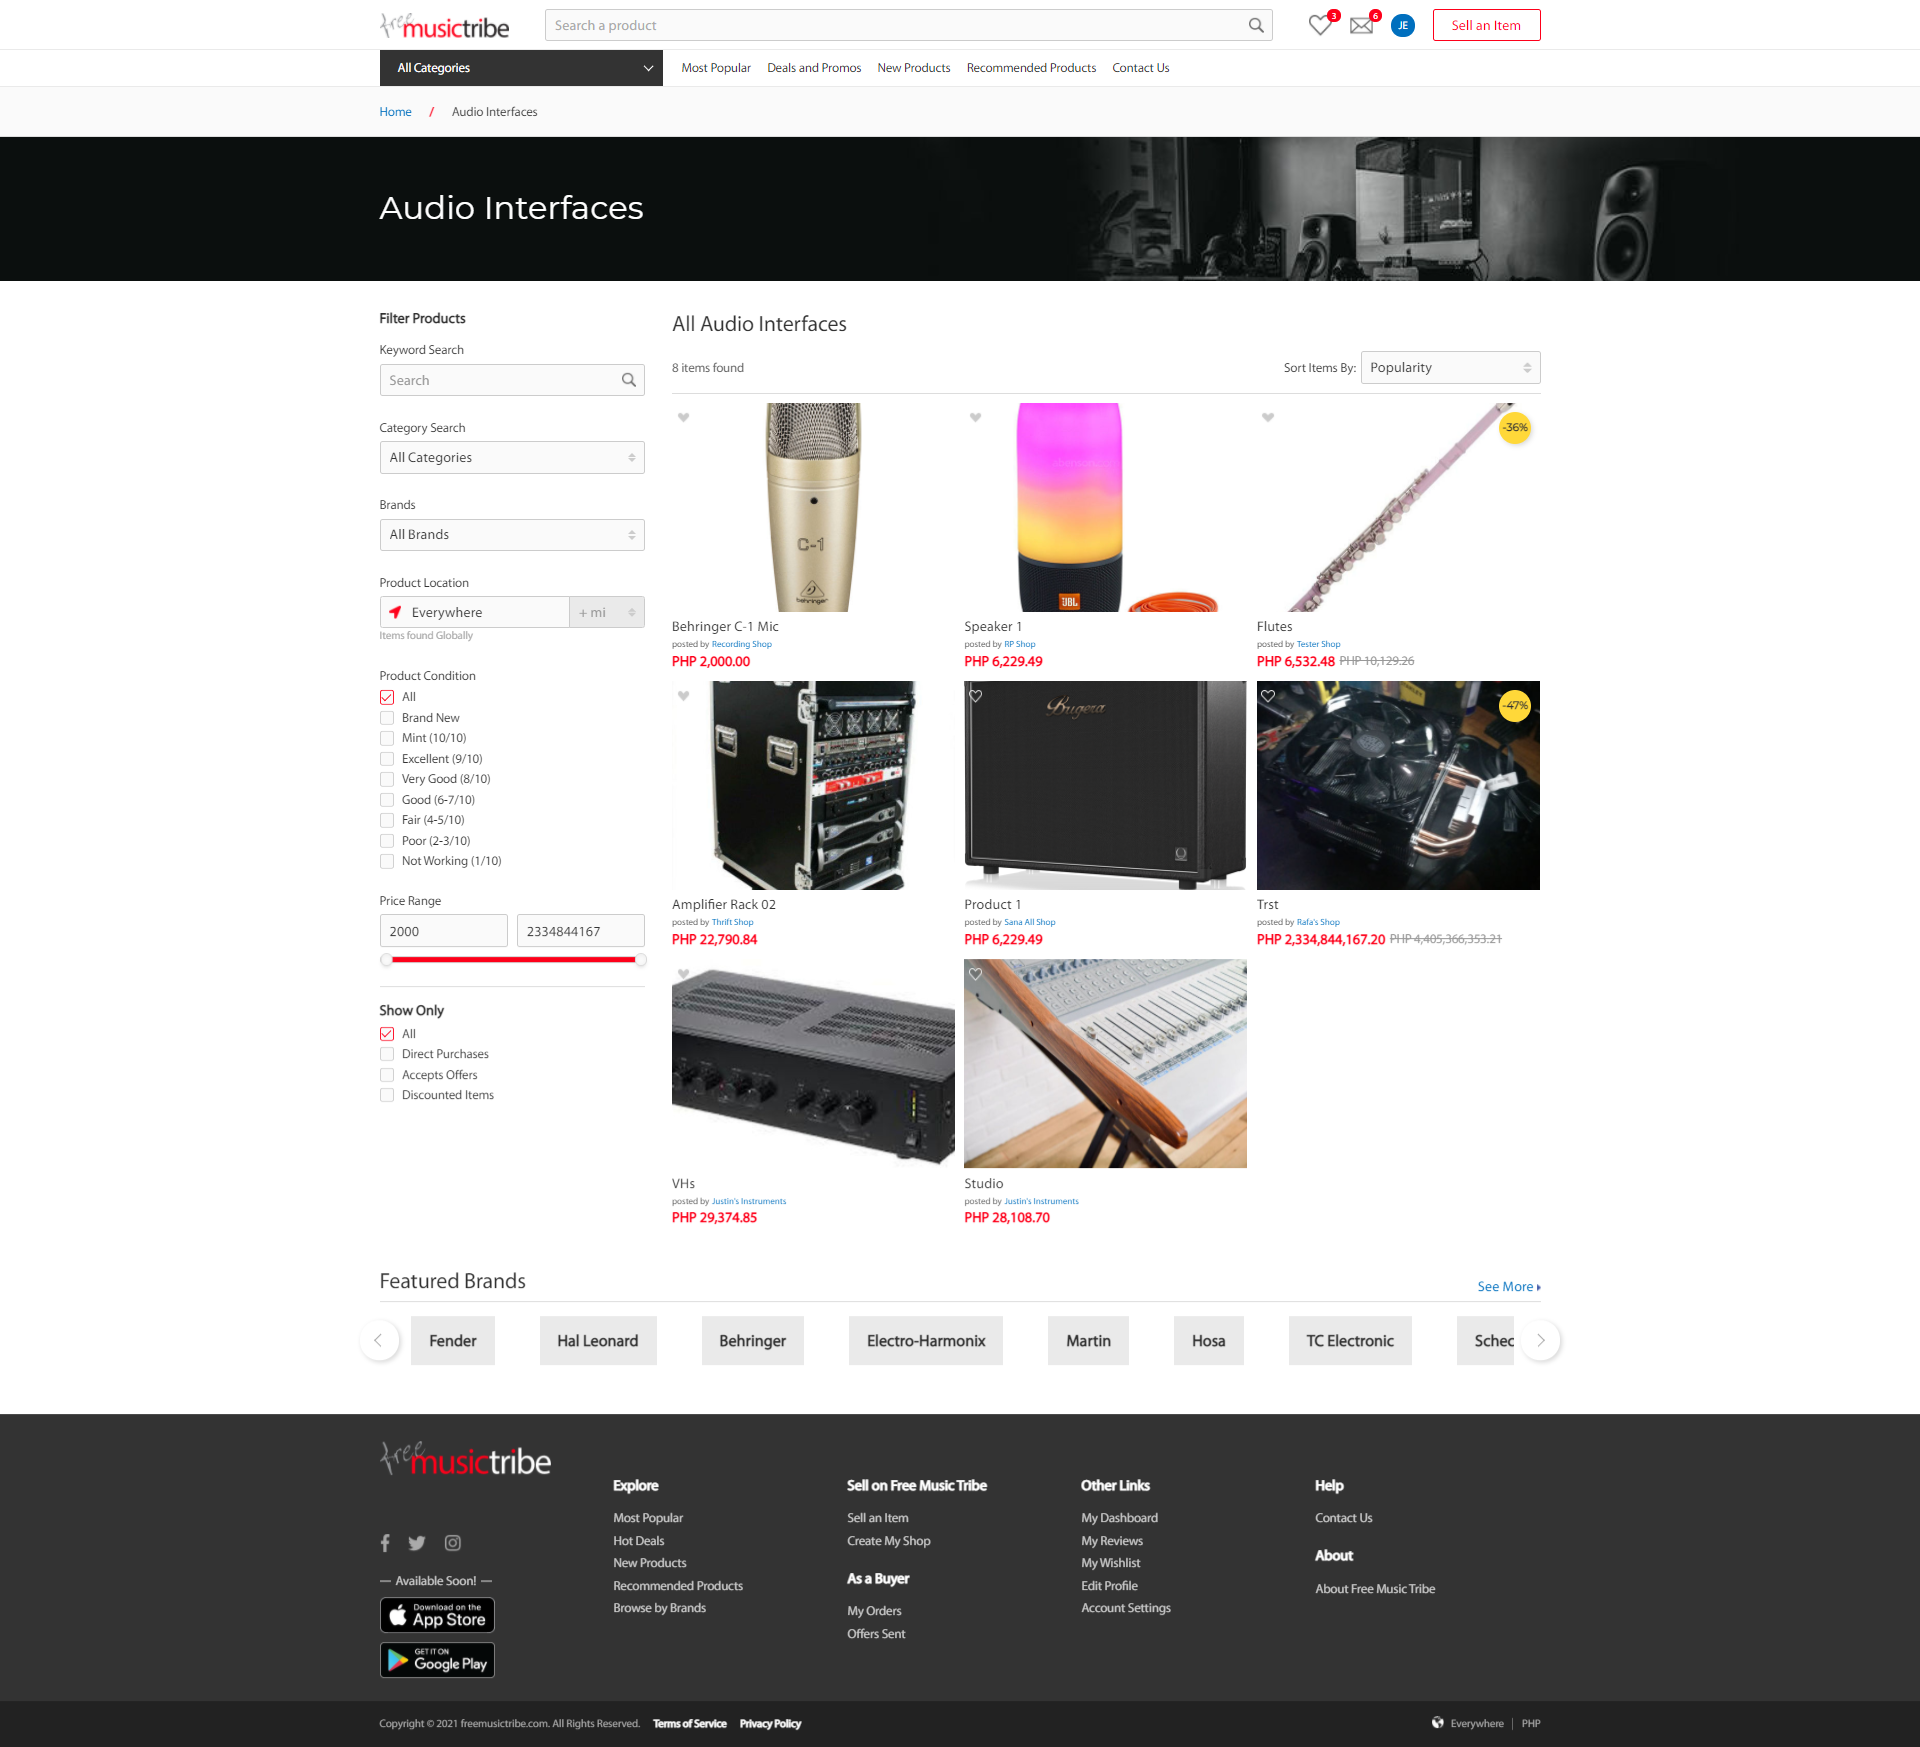 free musictribe
Search a product
3
6
JE
Sell an Item
All Categories
Most Popular
Deals and Promos
New Products
Recommended Products
Contact Us
Home / Audio Interfaces
Audio Interfaces
Filter Products
Keyword Search
Search
Category Search
All Categories
Brands
All Brands
Product Location
Everywhere
+ mi
Items found Globally
Product Condition
All
Brand New
Mint (10/10)
Excellent (9/10)
Very Good (8/10)
Good (6-7/10)
Fair (4-5/10)
Poor (2-3/10)
Not Working (1/10)
Price Range
2000
2334844167
Show Only
All
Direct Purchases
Accepts Offers
Discounted Items
All Audio Interfaces
8 items found
Sort Items By:
Popularity
C-1
behringer
Behringer C-1 Mic
posted by Recording Shop
PHP 2,000.00
JBL
Speaker 1
posted by RP Shop
PHP 6,229.49
-36%
Flutes
posted by Tester Shop
PHP 6,532.48 PHP 10,129.26
Amplifier Rack 02
posted by Thrift Shop
PHP 22,790.84
Bugera
Product 1
posted by Sana All Shop
PHP 6,229.49
-47%
Trst
posted by Rafa's Shop
PHP 2,334,844,167.20 PHP 4,405,366,353.21
VHs
posted by Justin's Instruments
PHP 29,374.85
Studio
posted by Justin's Instruments
PHP 28,108.70
Featured Brands
See More
Fender
Hal Leonard
Behringer
Electro-Harmonix
Martin
Hosa
TC Electronic
Schec
free musictribe
— Available Soon! —
Download on the
App Store
GET IT ON
Google Play
Explore
Most Popular
Hot Deals
New Products
Recommended Products
Browse by Brands
Sell on Free Music Tribe
Sell an Item
Create My Shop
As a Buyer
My Orders
Offers Sent
Other Links
My Dashboard
My Reviews
My Wishlist
Edit Profile
Account Settings
Help
Contact Us
About
About Free Music Tribe
Copyright © 2021 freemusictribe.com. All Rights Reserved.
Terms of Service
Privacy Policy
Everywhere | PHP